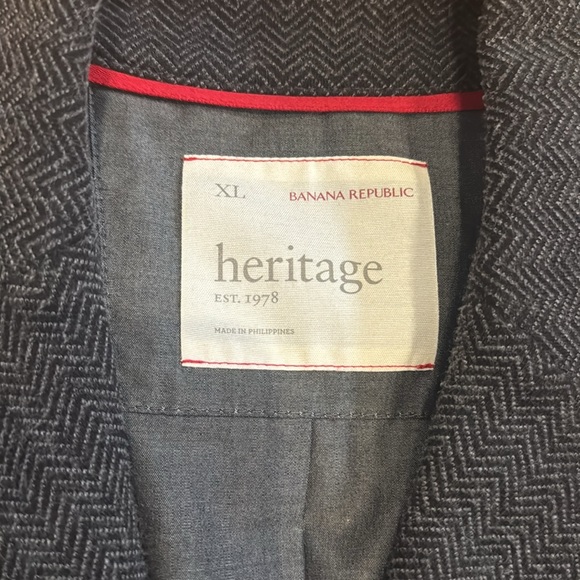 XL BANANA REPUBLIC
heritage
EST. 1978
MADE IN PHILIPPINES